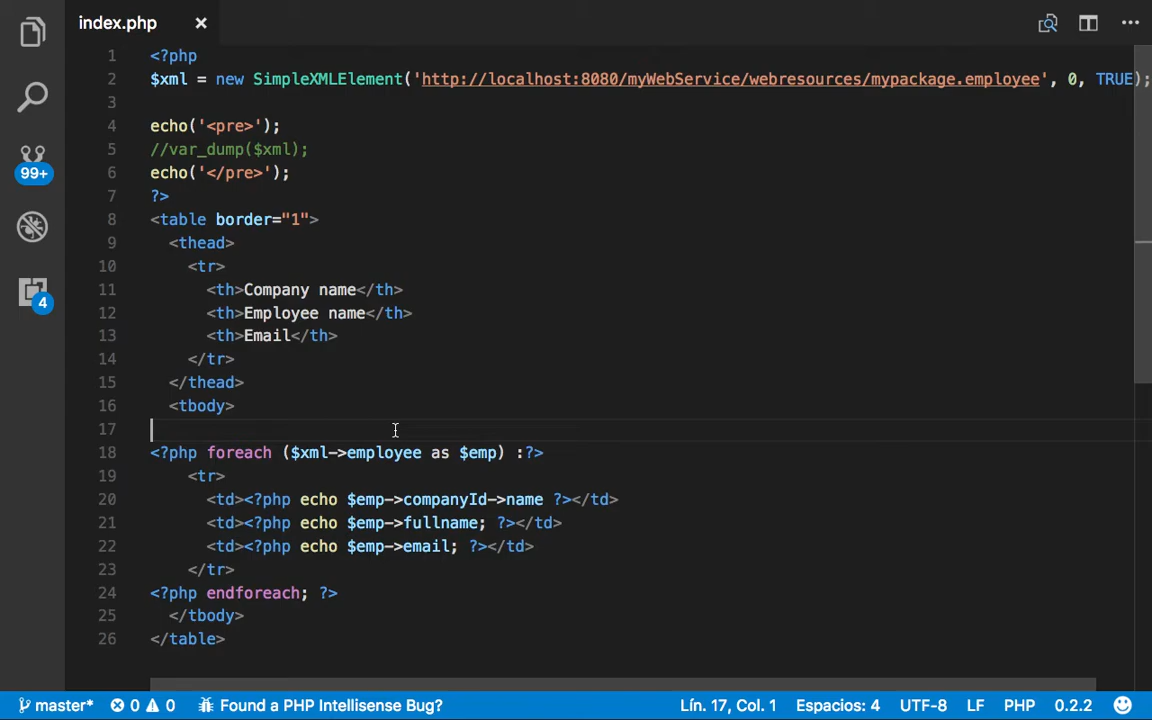 index.php
1 <?php
2 $xml = new SimpleXMLElement('http://localhost:8080/myWebService/webresources/mypackage.employee', 0, TRUE);
3
4 echo('<pre>');
5 //var_dump($xml);
6 echo('</pre>');
7 ?>
8 <table border="1">
9 <thead>
10 <tr>
11 <th>Company name</th>
12 <th>Employee name</th>
13 <th>Email</th>
14 </tr>
15 </thead>
16 <tbody>
17
18 <?php foreach ($xml->employee as $emp) :?>
19 <tr>
20 <td><?php echo $emp->companyId->name ?></td>
21 <td><?php echo $emp->fullname; ?></td>
22 <td><?php echo $emp->email; ?></td>
23 </tr>
24 <?php endforeach; ?>
25 </tbody>
26 </table>
99+
4
master* 0 0 Found a PHP Intellisense Bug? Lín. 17, Col. 1 Espacios: 4 UTF-8 LF PHP 0.2.2